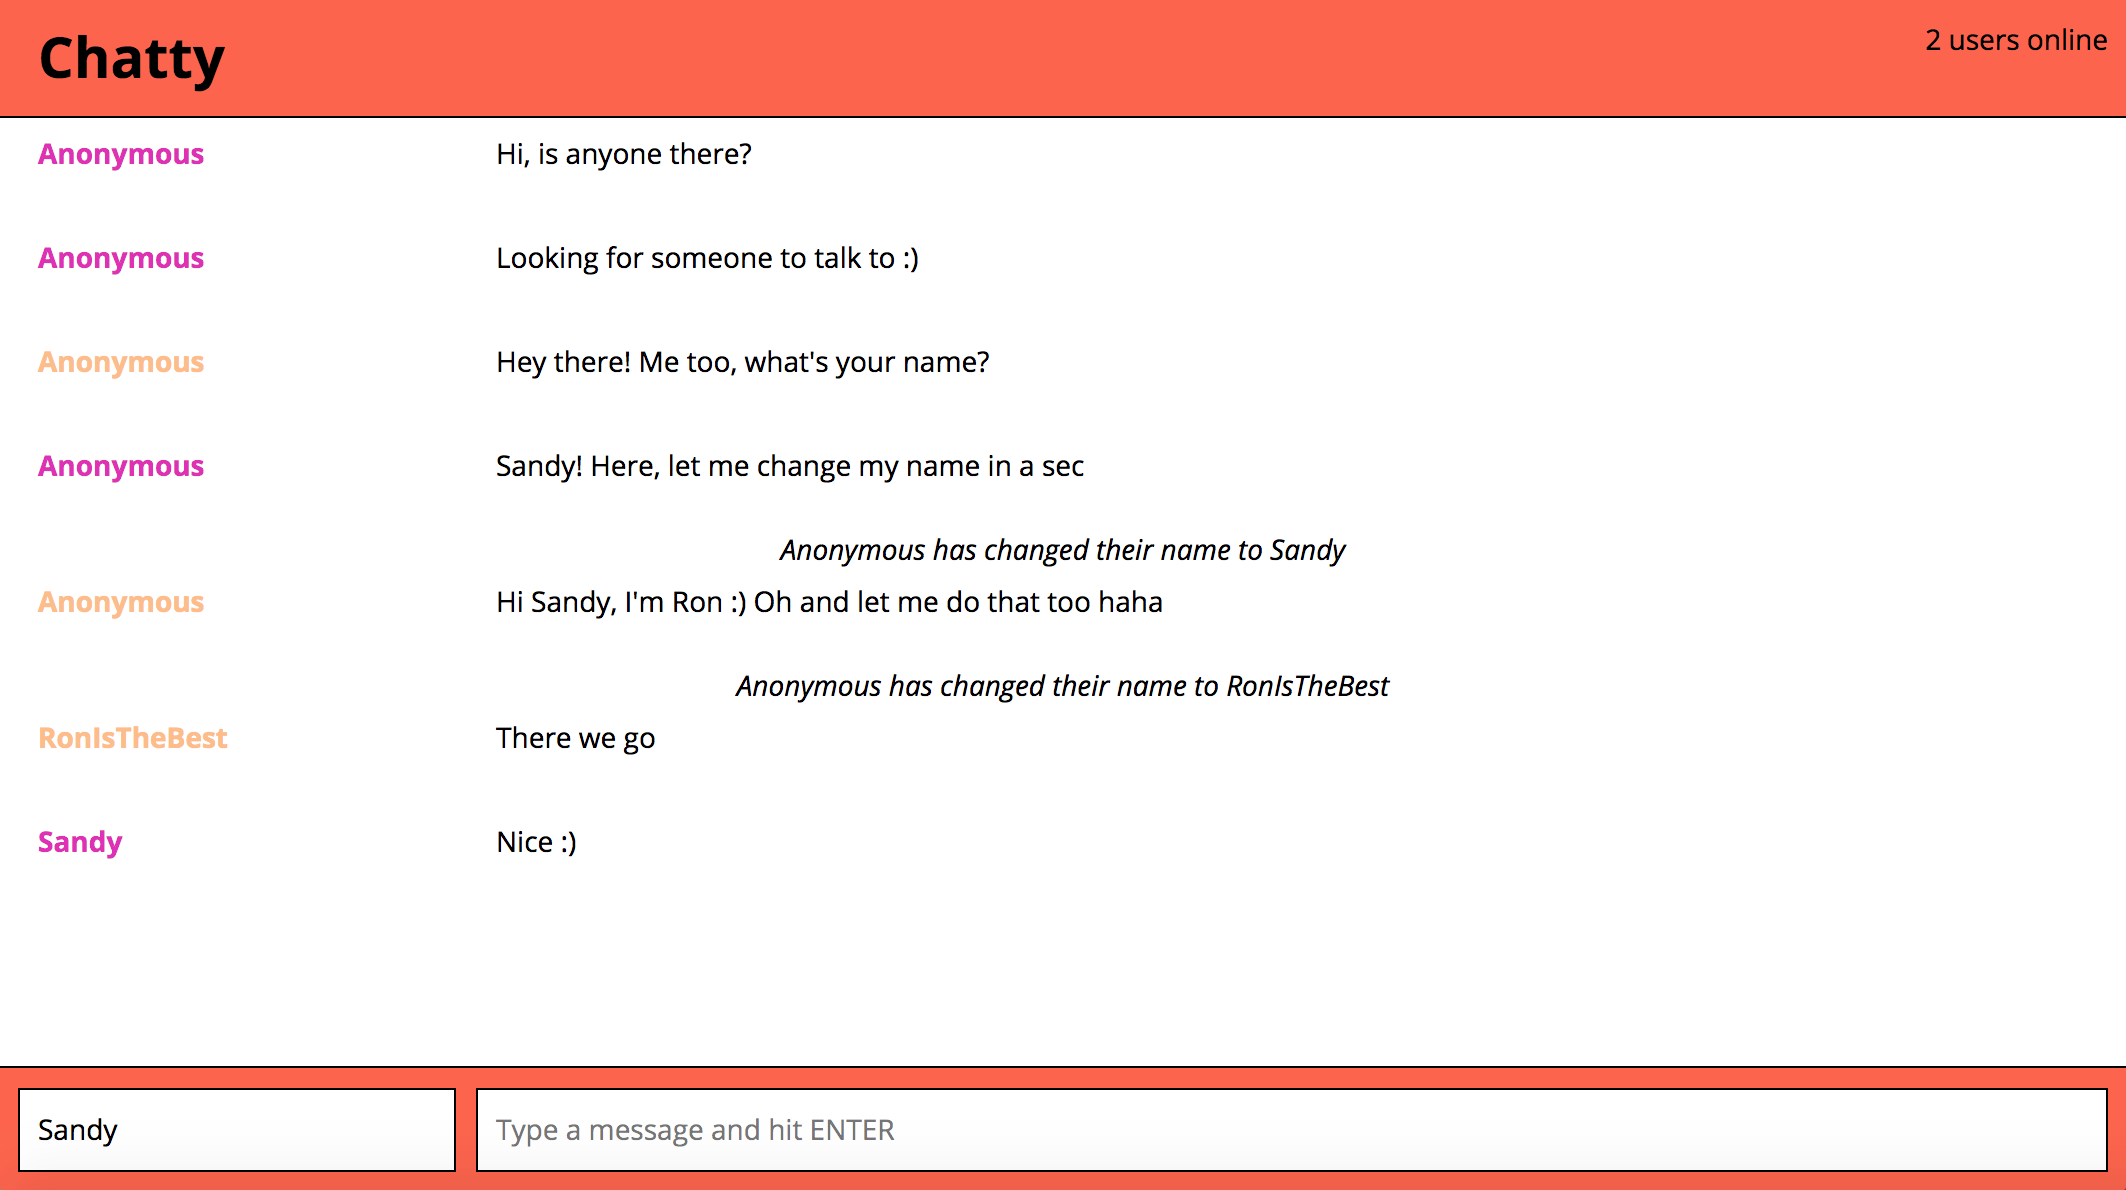 Chatty
2 users online
Anonymous Hi, is anyone there?
Anonymous Looking for someone to talk to :)
Anonymous Hey there! Me too, what's your name?
Anonymous Sandy! Here, let me change my name in a sec
Anonymous has changed their name to Sandy
Anonymous Hi Sandy, I'm Ron :) Oh and let me do that too haha
Anonymous has changed their name to RonIsTheBest
RonIsTheBest There we go
Sandy Nice :)
Sandy Type a message and hit ENTER